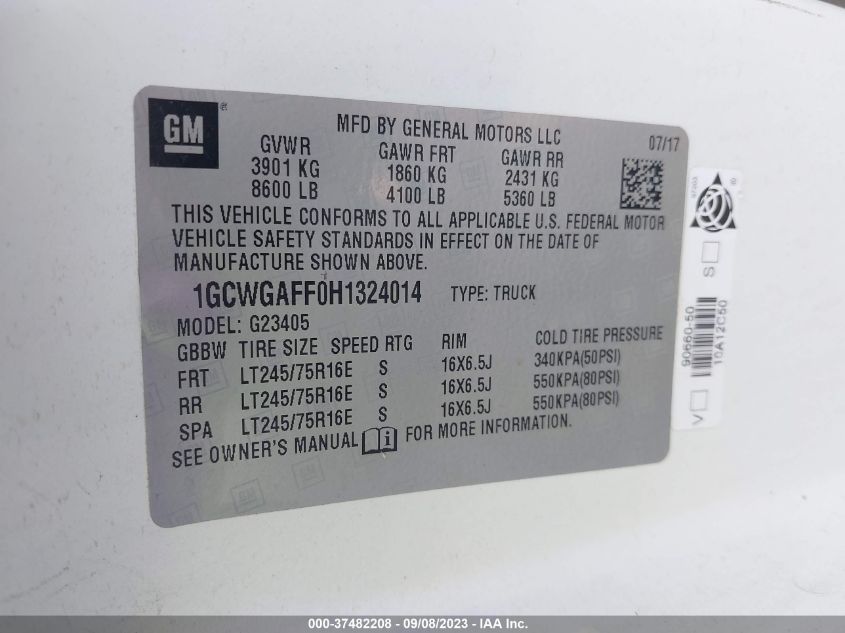 GM ®
MFD BY GENERAL MOTORS LLC
07/17
GVWR GAWR FRT GAWR RR
3901 KG 1860 KG 2431 KG
8600 LB 4100 LB 5360 LB
THIS VEHICLE CONFORMS TO ALL APPLICABLE U.S. FEDERAL MOTOR
VEHICLE SAFETY STANDARDS IN EFFECT ON THE DATE OF
MANUFACTURE SHOWN ABOVE.
1GCWGAFF0H1324014 TYPE: TRUCK
MODEL: G23405
GBBW TIRE SIZE SPEED RTG RIM COLD TIRE PRESSURE
FRT LT245/75R16E S 16X6.5J 340KPA(50PSI)
RR LT245/75R16E S 16X6.5J 550KPA(80PSI)
SPA LT245/75R16E S 16X6.5J 550KPA(80PSI)
SEE OWNER'S MANUAL FOR MORE INFORMATION.
S
V
90660-50
10A12C50
000-37482208 - 09/08/2023 - IAA Inc.